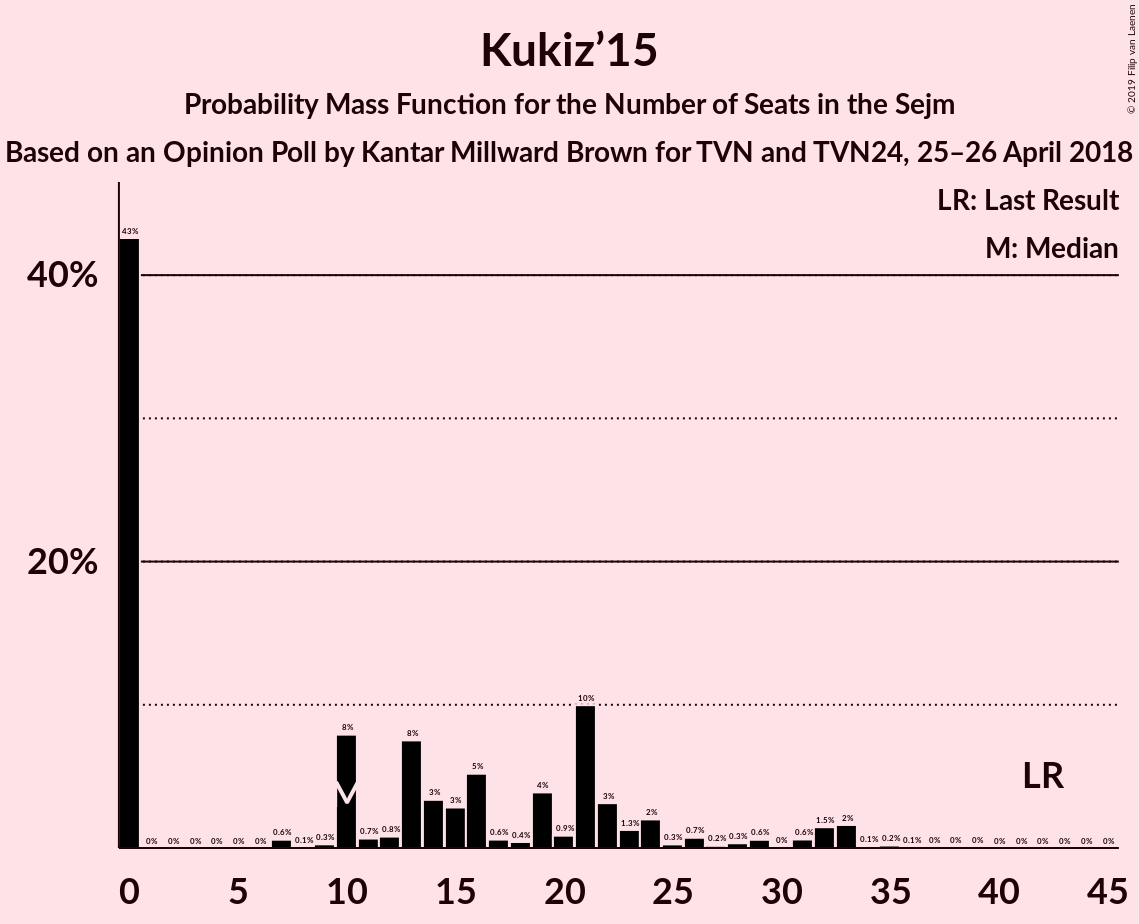 © 2019 Filip van Laenen
Kukiz’15
Probability Mass Function for the Number of Seats in the Sejm
Based on an Opinion Poll by Kantar Millward Brown for TVN and TVN24, 25–26 April 2018
LR: Last Result
M: Median
40%
20%
43% 0% 0% 0% 0% 0% 0% 0.6% 0.1% 0.3% 8% 0.7% 0.8% 8% 3% 3% 5% 0.6% 0.4% 4% 0.9% 10% 3% 1.3% 2% 0.3% 0.7% 0.2% 0.3% 0.6% 0% 0.6% 1.5% 2% 0.1% 0.2% 0.1% 0% 0% 0% 0% 0% 0% 0% 0% 0%
LR
0 5 10 15 20 25 30 35 40 45